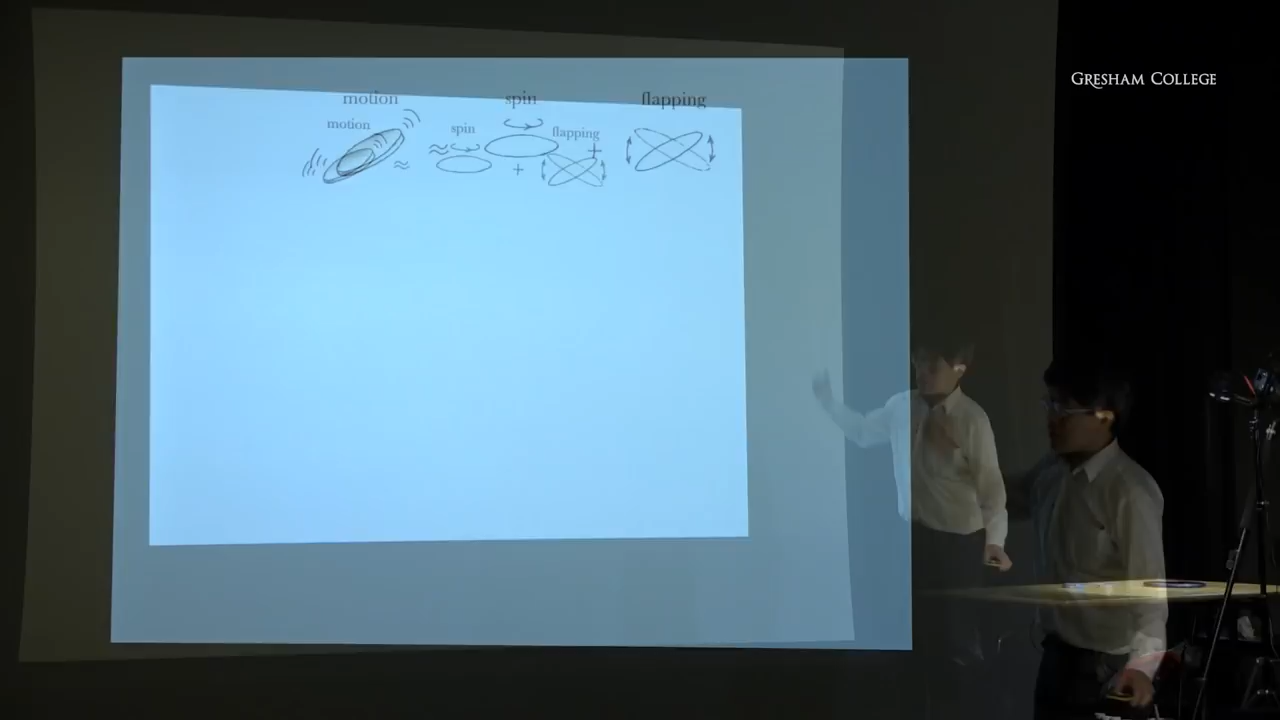 GRESHAM COLLEGE
motion spin flapping
≈ +
motion spin flapping
≈ +